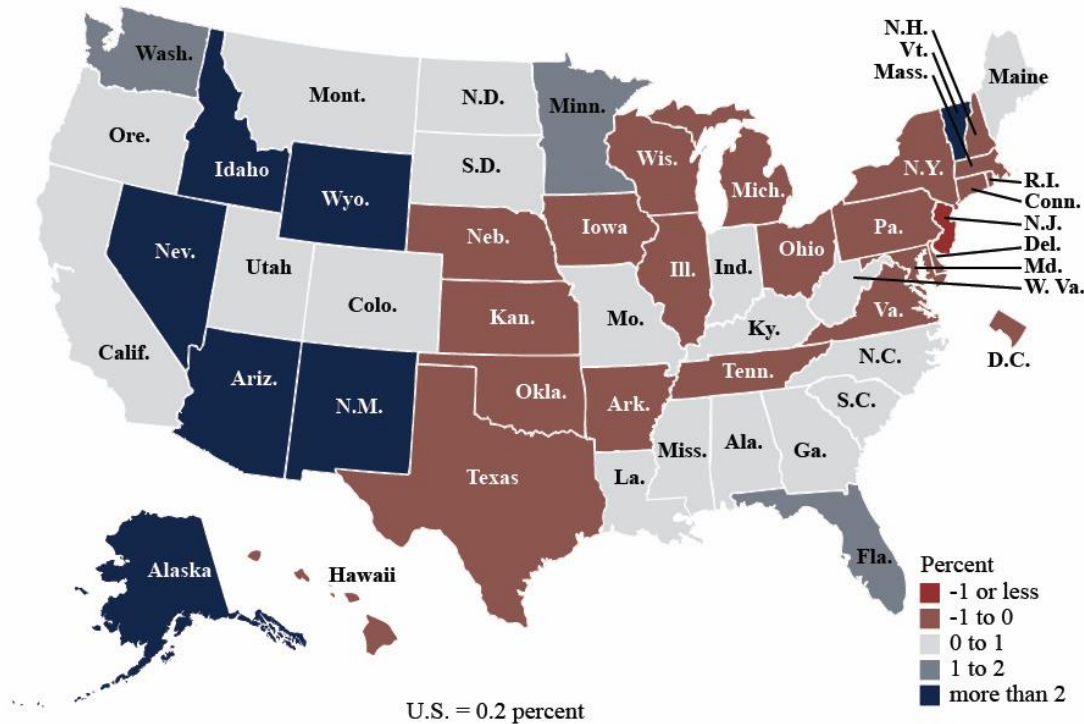 N.H.
Vt.
Mass.
Wash.
Mont.
N.D.
Minn.
Maine
Ore.
Idaho
S.D.
Wis.
Mich.
N.Y.
R.I.
Conn.
N.J.
Del.
Md.
W. Va.
Wyo.
Neb.
Iowa
Pa.
Nev.
Utah
Colo.
Ill.
Ind.
Ohio
Calif.
Kan.
Mo.
Ky.
Va.
D.C.
Ariz.
N.M.
Okla.
Ark.
Tenn.
N.C.
S.C.
Texas
La.
Miss.
Ala.
Ga.
Fla.
Alaska
Hawaii
Percent
-1 or less
-1 to 0
0 to 1
1 to 2
more than 2
U.S. = 0.2 percent